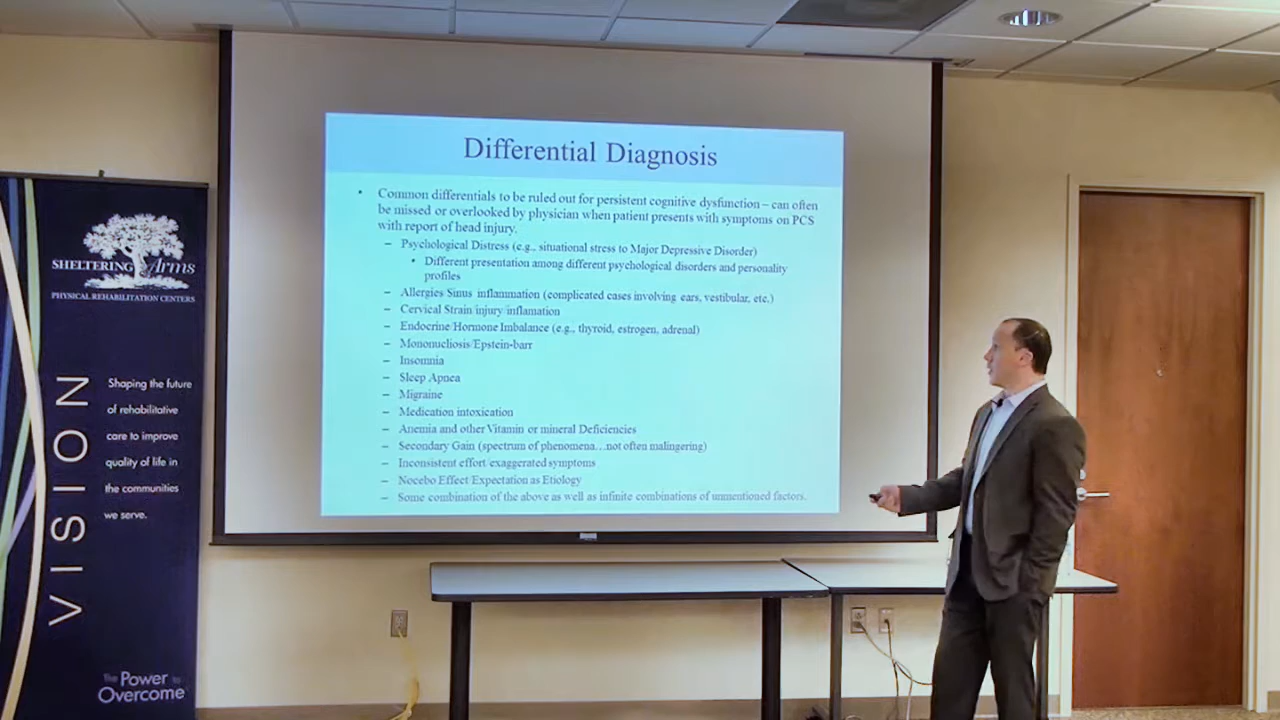 Differential Diagnosis
• Common differentials to be ruled out for persistent cognitive dysfunction – can often
be missed or overlooked by physician when patient presents with symptoms on PCS
with report of head injury.
– Psychological Distress (e.g., situational stress to Major Depressive Disorder)
• Different presentation among different psychological disorders and personality
profiles
– Allergies Sinus inflammation (complicated cases involving ears, vestibular, etc.)
– Cervical Strain injury inflamation
– Endocrine/Hormone Imbalance (e.g., thyroid, estrogen, adrenal)
– Mononucliosis/Epstein-barr
– Insomnia
– Sleep Apnea
– Migraine
– Medication intoxication
– Anemia and other Vitamin or mineral Deficiencies
– Secondary Gain (spectrum of phenomena…not often malingering)
– Inconsistent effort/exaggerated symptoms
– Nocebo Effect/Expectation as Etiology
– Some combination of the above as well as infinite combinations of unmentioned factors.
SHELTERING Arms
PHYSICAL REHABILITATION CENTERS
VISION
Shaping the future
of rehabilitative
care to improve
quality of life in
the communities
we serve.
the Power to
Overcome